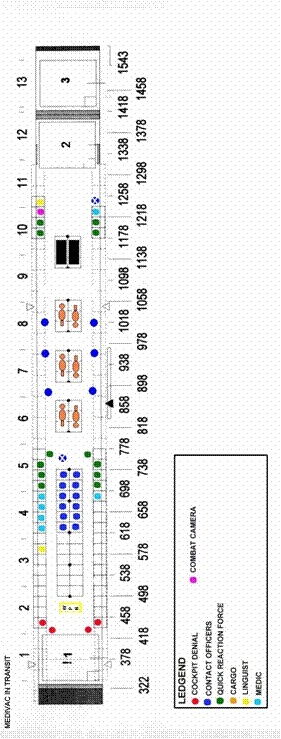 MEDIVAC IN TRANSIT
1 2 3 4 5 6 7 8 9 10 11 12 13
! 1 2 3
322 378 418 458 498 538 578 618 658 698 738 778 818 858 898 938 978 1018 1058 1098 1138 1178 1218 1258 1298 1338 1378 1418 1458 1543
LEDGEND
COCKPIT DENIAL
CONTACT OFFICERS
QUICK REACTION FORCE
CARGO
LINGUIST
MEDIC
COMBAT CAMERA